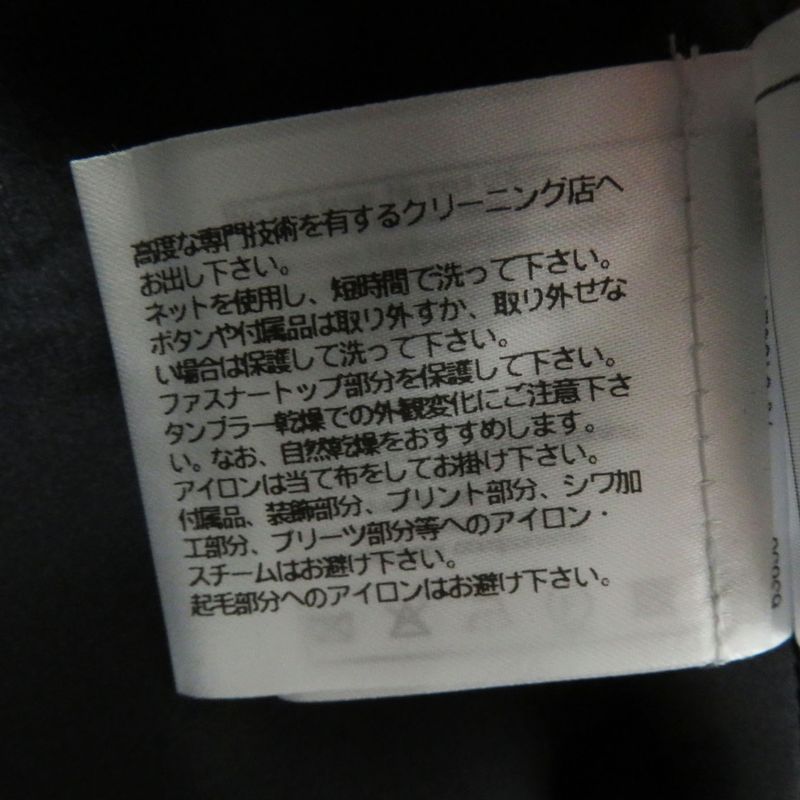 高度な専門技術を有するクリーニング店へ
お出し下さい。
ネットを使用し、短時間で洗って下さい。
ボタンや付属品は取り外すか、取り外せな
い場合は保護して洗って下さい。
ファスナートップ部分を保護して下さい。
タンブラー乾燥での外観変化にご注意下さ
い。なお、自然乾燥をおすすめします。
アイロンは当て布をしてお掛け下さい。
付属品、装飾部分、プリント部分、シワ加
工部分、プリーツ部分等へのアイロン・
スチームはお避け下さい。
起毛部分へのアイロンはお避け下さい。